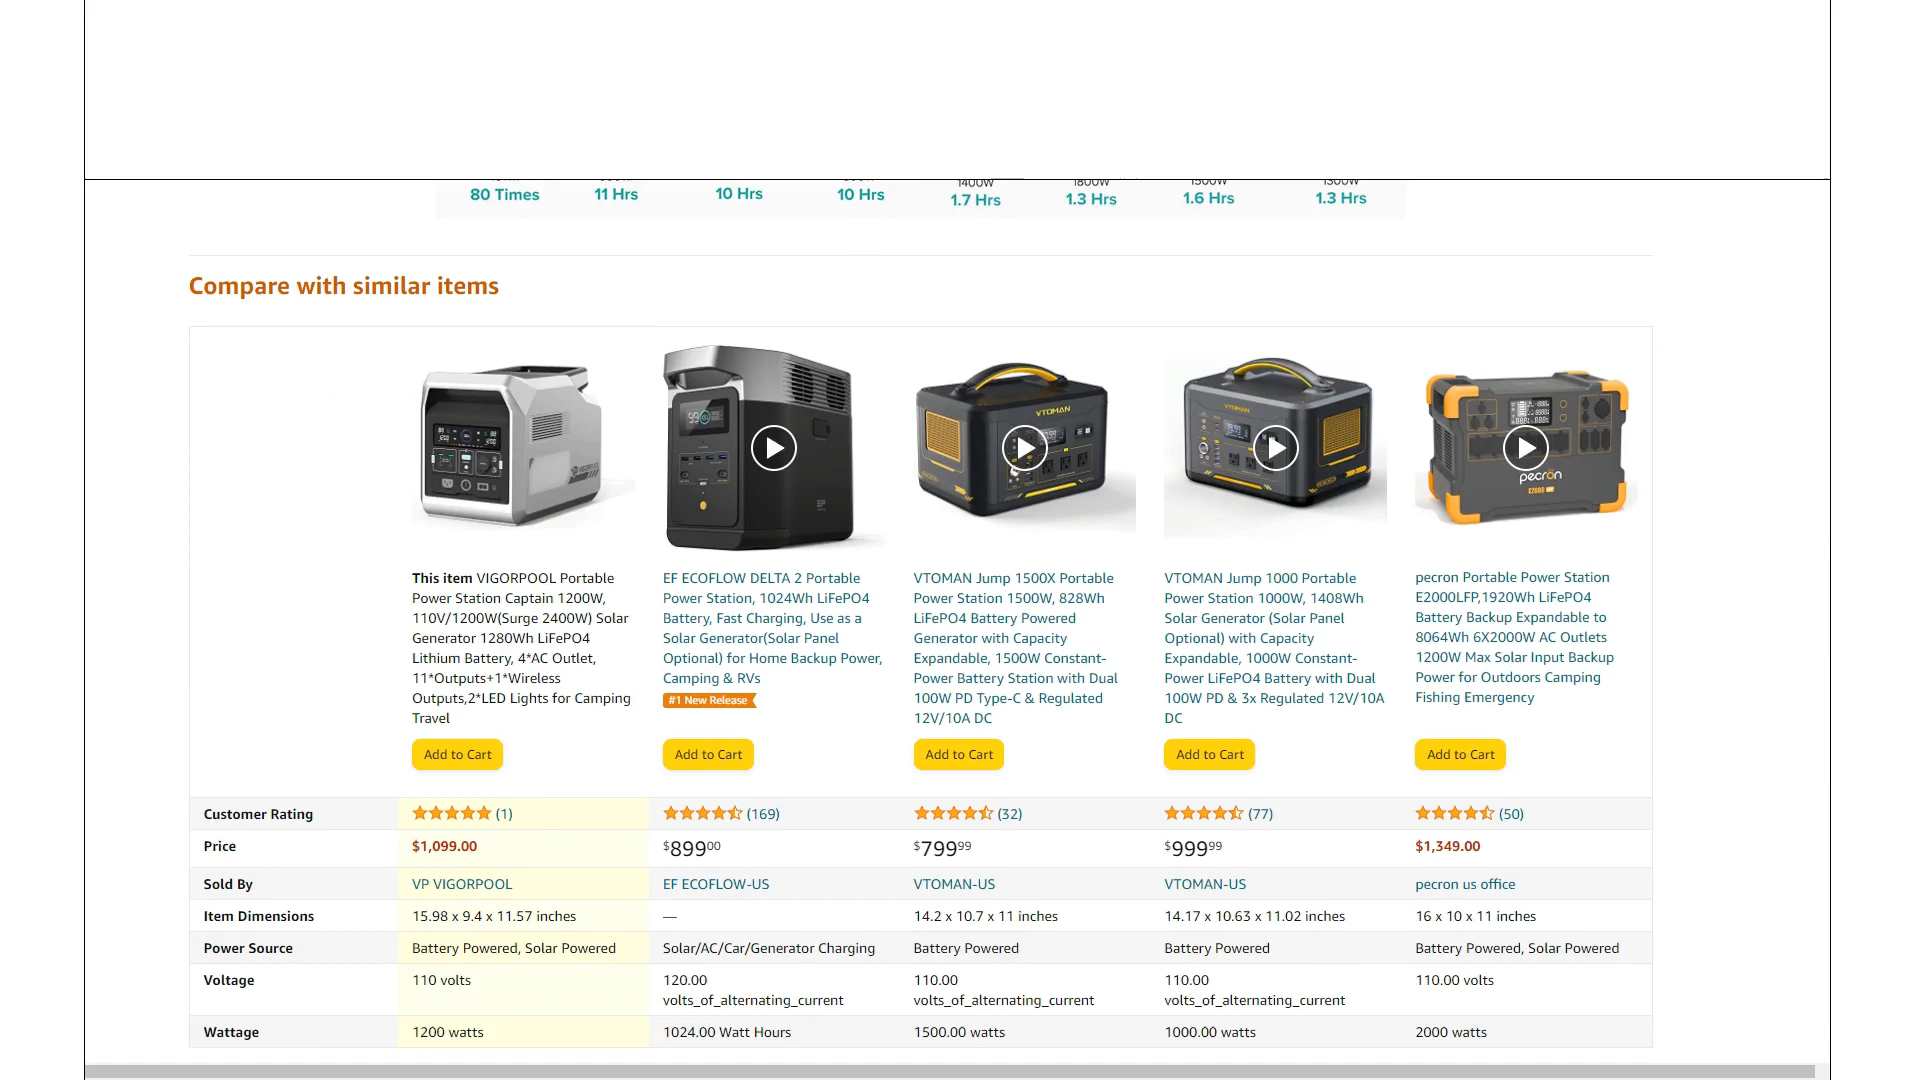 80 Times 11 Hrs 10 Hrs 10 Hrs 1400W 1800W 1500W 1300W
1.7 Hrs 1.3 Hrs 1.6 Hrs 1.3 Hrs
Compare with similar items
VTOMAN
VTOMAN
VIGORPOOL
pecron
E2000
This item VIGORPOOL Portable
Power Station Captain 1200W,
110V/1200W(Surge 2400W) Solar
Generator 1280Wh LiFePO4
Lithium Battery, 4*AC Outlet,
11*Outputs+1*Wireless
Outputs,2*LED Lights for Camping
Travel
Add to Cart
EF ECOFLOW DELTA 2 Portable
Power Station, 1024Wh LiFePO4
Battery, Fast Charging, Use as a
Solar Generator(Solar Panel
Optional) for Home Backup Power,
Camping & RVs
#1 New Release
Add to Cart
VTOMAN Jump 1500X Portable
Power Station 1500W, 828Wh
LiFePO4 Battery Powered
Generator with Capacity
Expandable, 1500W Constant-
Power Battery Station with Dual
100W PD Type-C & Regulated
12V/10A DC
Add to Cart
VTOMAN Jump 1000 Portable
Power Station 1000W, 1408Wh
Solar Generator (Solar Panel
Optional) with Capacity
Expandable, 1000W Constant-
Power LiFePO4 Battery with Dual
100W PD & 3x Regulated 12V/10A
DC
Add to Cart
pecron Portable Power Station
E2000LFP,1920Wh LiFePO4
Battery Backup Expandable to
8064Wh 6X2000W AC Outlets
1200W Max Solar Input Backup
Power for Outdoors Camping
Fishing Emergency
Add to Cart
Customer Rating (1) (169) (32) (77) (50)
Price $1,099.00 $89900 $79999 $99999 $1,349.00
Sold By VP VIGORPOOL EF ECOFLOW-US VTOMAN-US VTOMAN-US pecron us office
Item Dimensions 15.98 x 9.4 x 11.57 inches — 14.2 x 10.7 x 11 inches 14.17 x 10.63 x 11.02 inches 16 x 10 x 11 inches
Power Source Battery Powered, Solar Powered Solar/AC/Car/Generator Charging Battery Powered Battery Powered Battery Powered, Solar Powered
Voltage 110 volts 120.00 110.00 110.00 110.00 volts
volts_of_alternating_current volts_of_alternating_current volts_of_alternating_current
Wattage 1200 watts 1024.00 Watt Hours 1500.00 watts 1000.00 watts 2000 watts